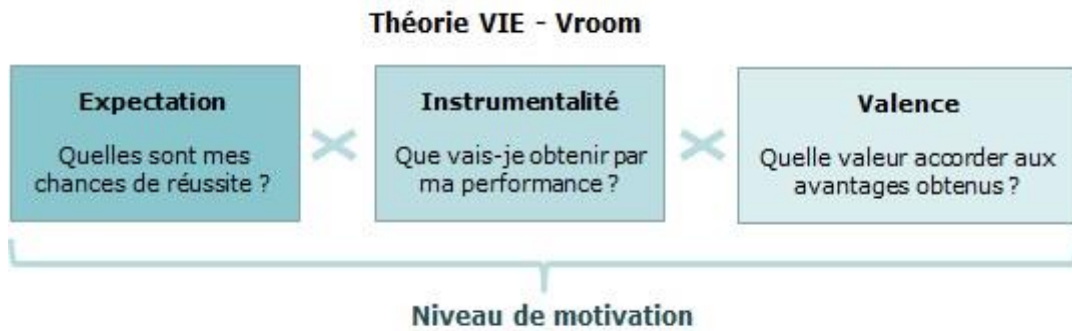 Théorie VIE - Vroom
Expectation
Quelles sont mes
chances de réussite ?
Instrumentalité
Que vais-je obtenir par
ma performance ?
Valence
Quelle valeur accorder aux
avantages obtenus ?
Niveau de motivation